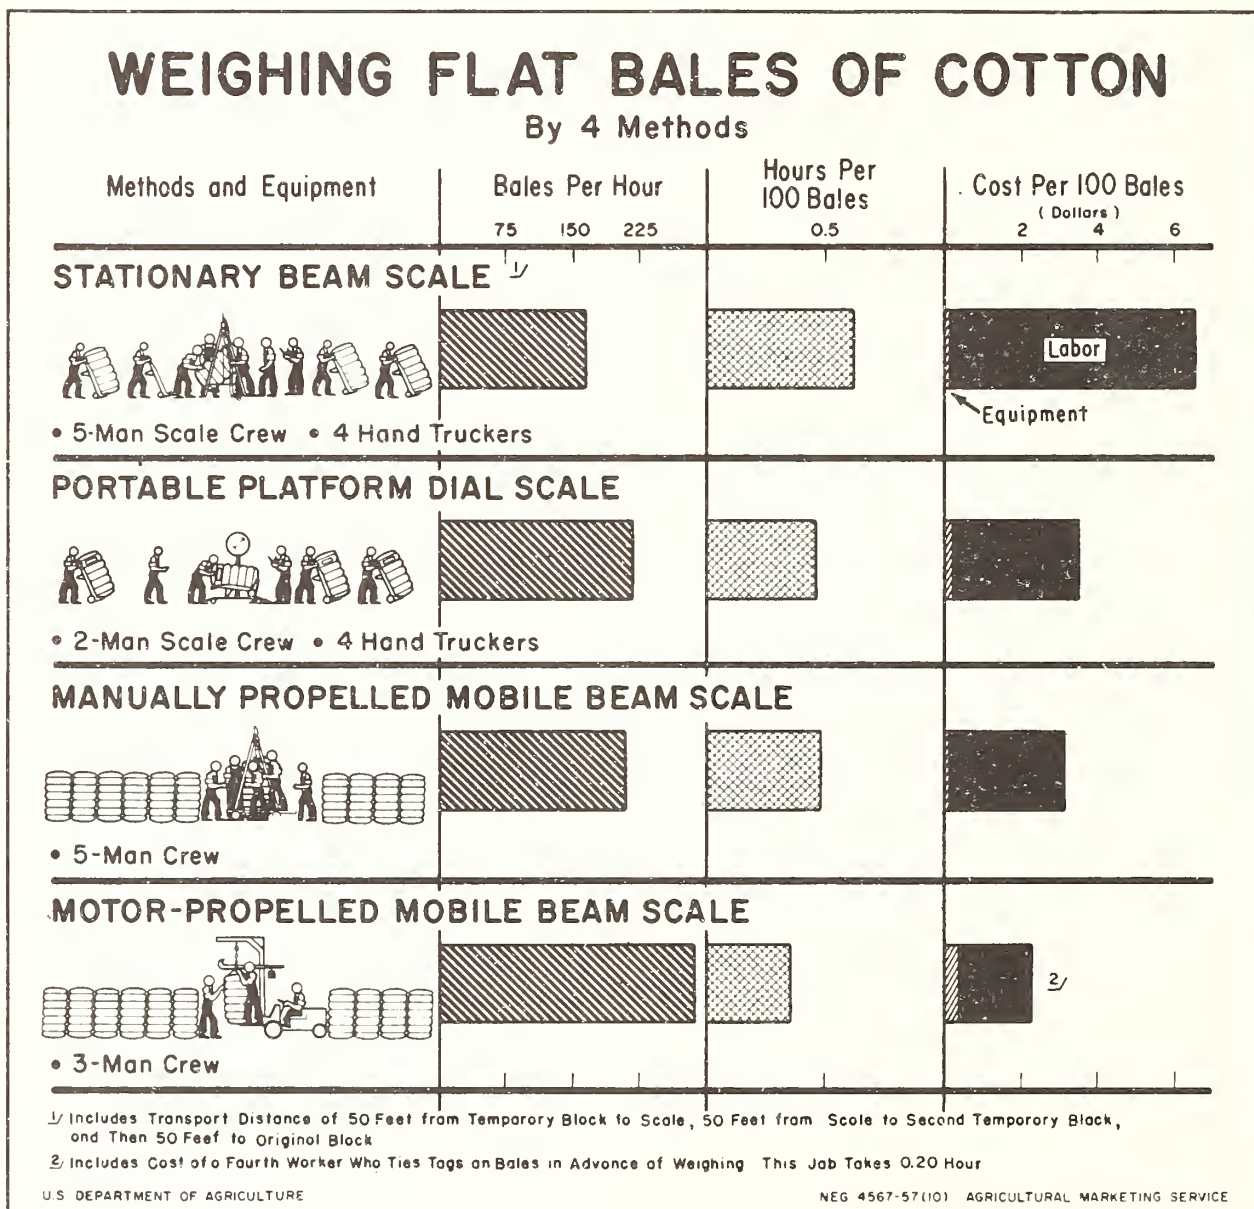 WEIGHING FLAT BALES OF COTTON
By 4 Methods
Methods and Equipment
Bales Per Hour
75 150 225
Hours Per
100 Bales
0.5
Cost Per 100 Bales
( Dollars )
2 4 6
STATIONARY BEAM SCALE 1/
Labor
Equipment
• 5-Man Scale Crew • 4 Hand Truckers
PORTABLE PLATFORM DIAL SCALE
• 2-Man Scale Crew • 4 Hand Truckers
MANUALLY PROPELLED MOBILE BEAM SCALE
• 5-Man Crew
MOTOR-PROPELLED MOBILE BEAM SCALE
2/
• 3-Man Crew
1/ Includes Transport Distance of 50 Feet from Temporory Block to Scale, 50 Feet from Scole to Second Temporory Block,
and Then 50 Feef to Original Block
2/ Includes Cost of o Fourth Worker Who Ties Togs on Bales in Advonce of Weighing This Job Takes 0.20 Hour
U.S DEPARTMENT OF AGRICULTURE
NEG 4567-57(10) AGRICULTURAL MARKETING SERVICE